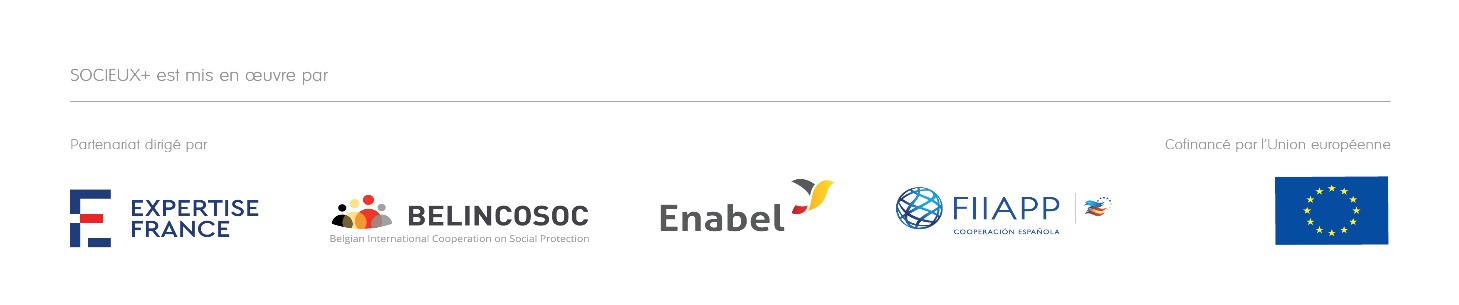 SOCIEUX+ est mis en œuvre par
Partenariat dirigé par
Cofinancé par l'Union européenne
EXPERTISE
FRANCE
BELINCOSOC
Belgian International Cooperation on Social Protection
Enabel
FIIAPP
COOPERACIÓN ESPAÑOLA